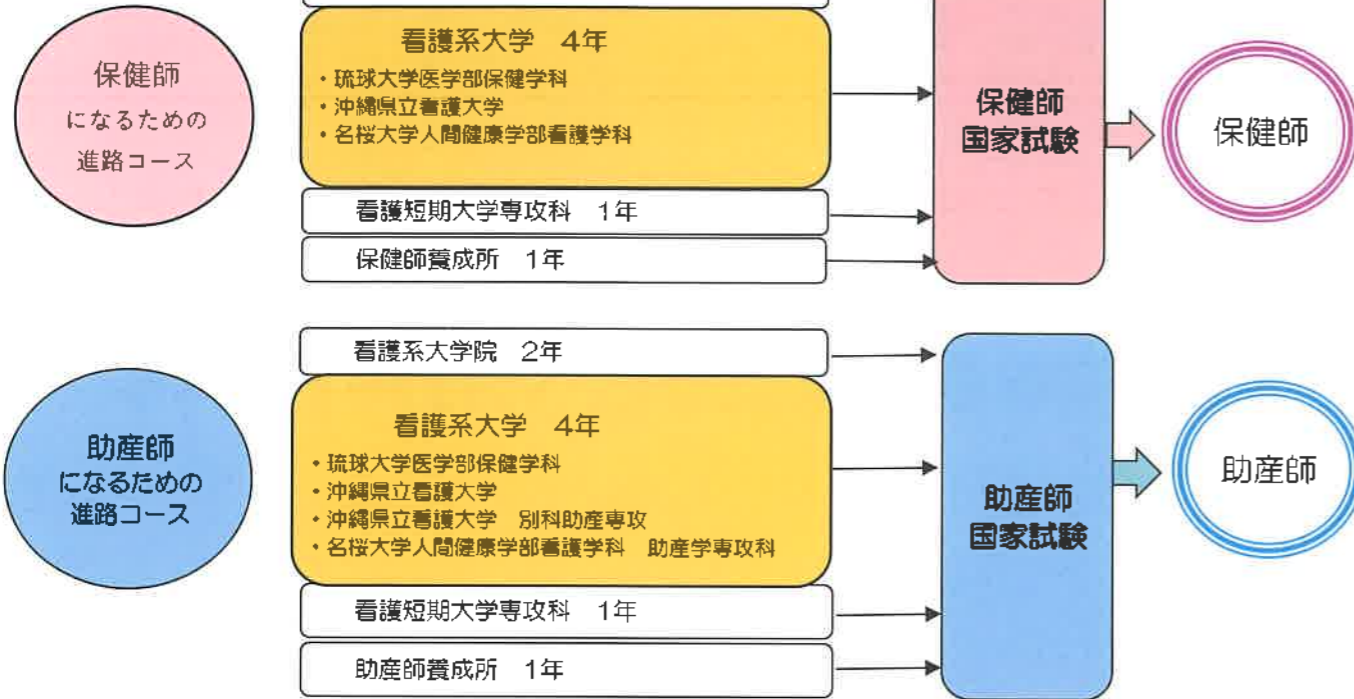 保健師
になるための
進路コース
看護系大学 4年
・琉球大学医学部保健学科
・沖縄県立看護大学
・名桜大学人間健康学部看護学科
看護短期大学専攻科 1年
保健師養成所 1年
保健師
国家試験
保健師
助産師
になるための
進路コース
看護系大学院 2年
看護系大学 4年
・琉球大学医学部保健学科
・沖縄県立看護大学
・沖縄県立看護大学 別科助産専攻
・名桜大学人間健康学部看護学科 助産学専攻科
看護短期大学専攻科 1年
助産師養成所 1年
助産師
国家試験
助産師